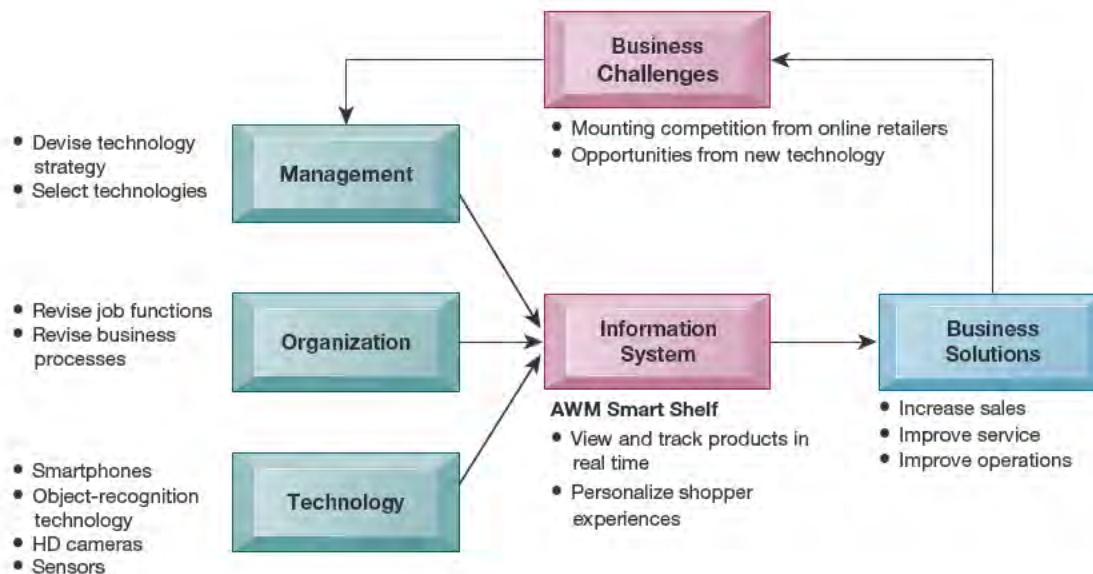 Business
Challenges
• Mounting competition from online retailers
• Opportunities from new technology
• Devise technology
strategy
• Select technologies
Management
• Revise job functions
• Revise business
processes
Organization
Information
System
Business
Solutions
AWM Smart Shelf
• View and track products in
real time
• Personalize shopper
experiences
• Increase sales
• Improve service
• Improve operations
• Smartphones
• Object-recognition
technology
• HD cameras
• Sensors
Technology